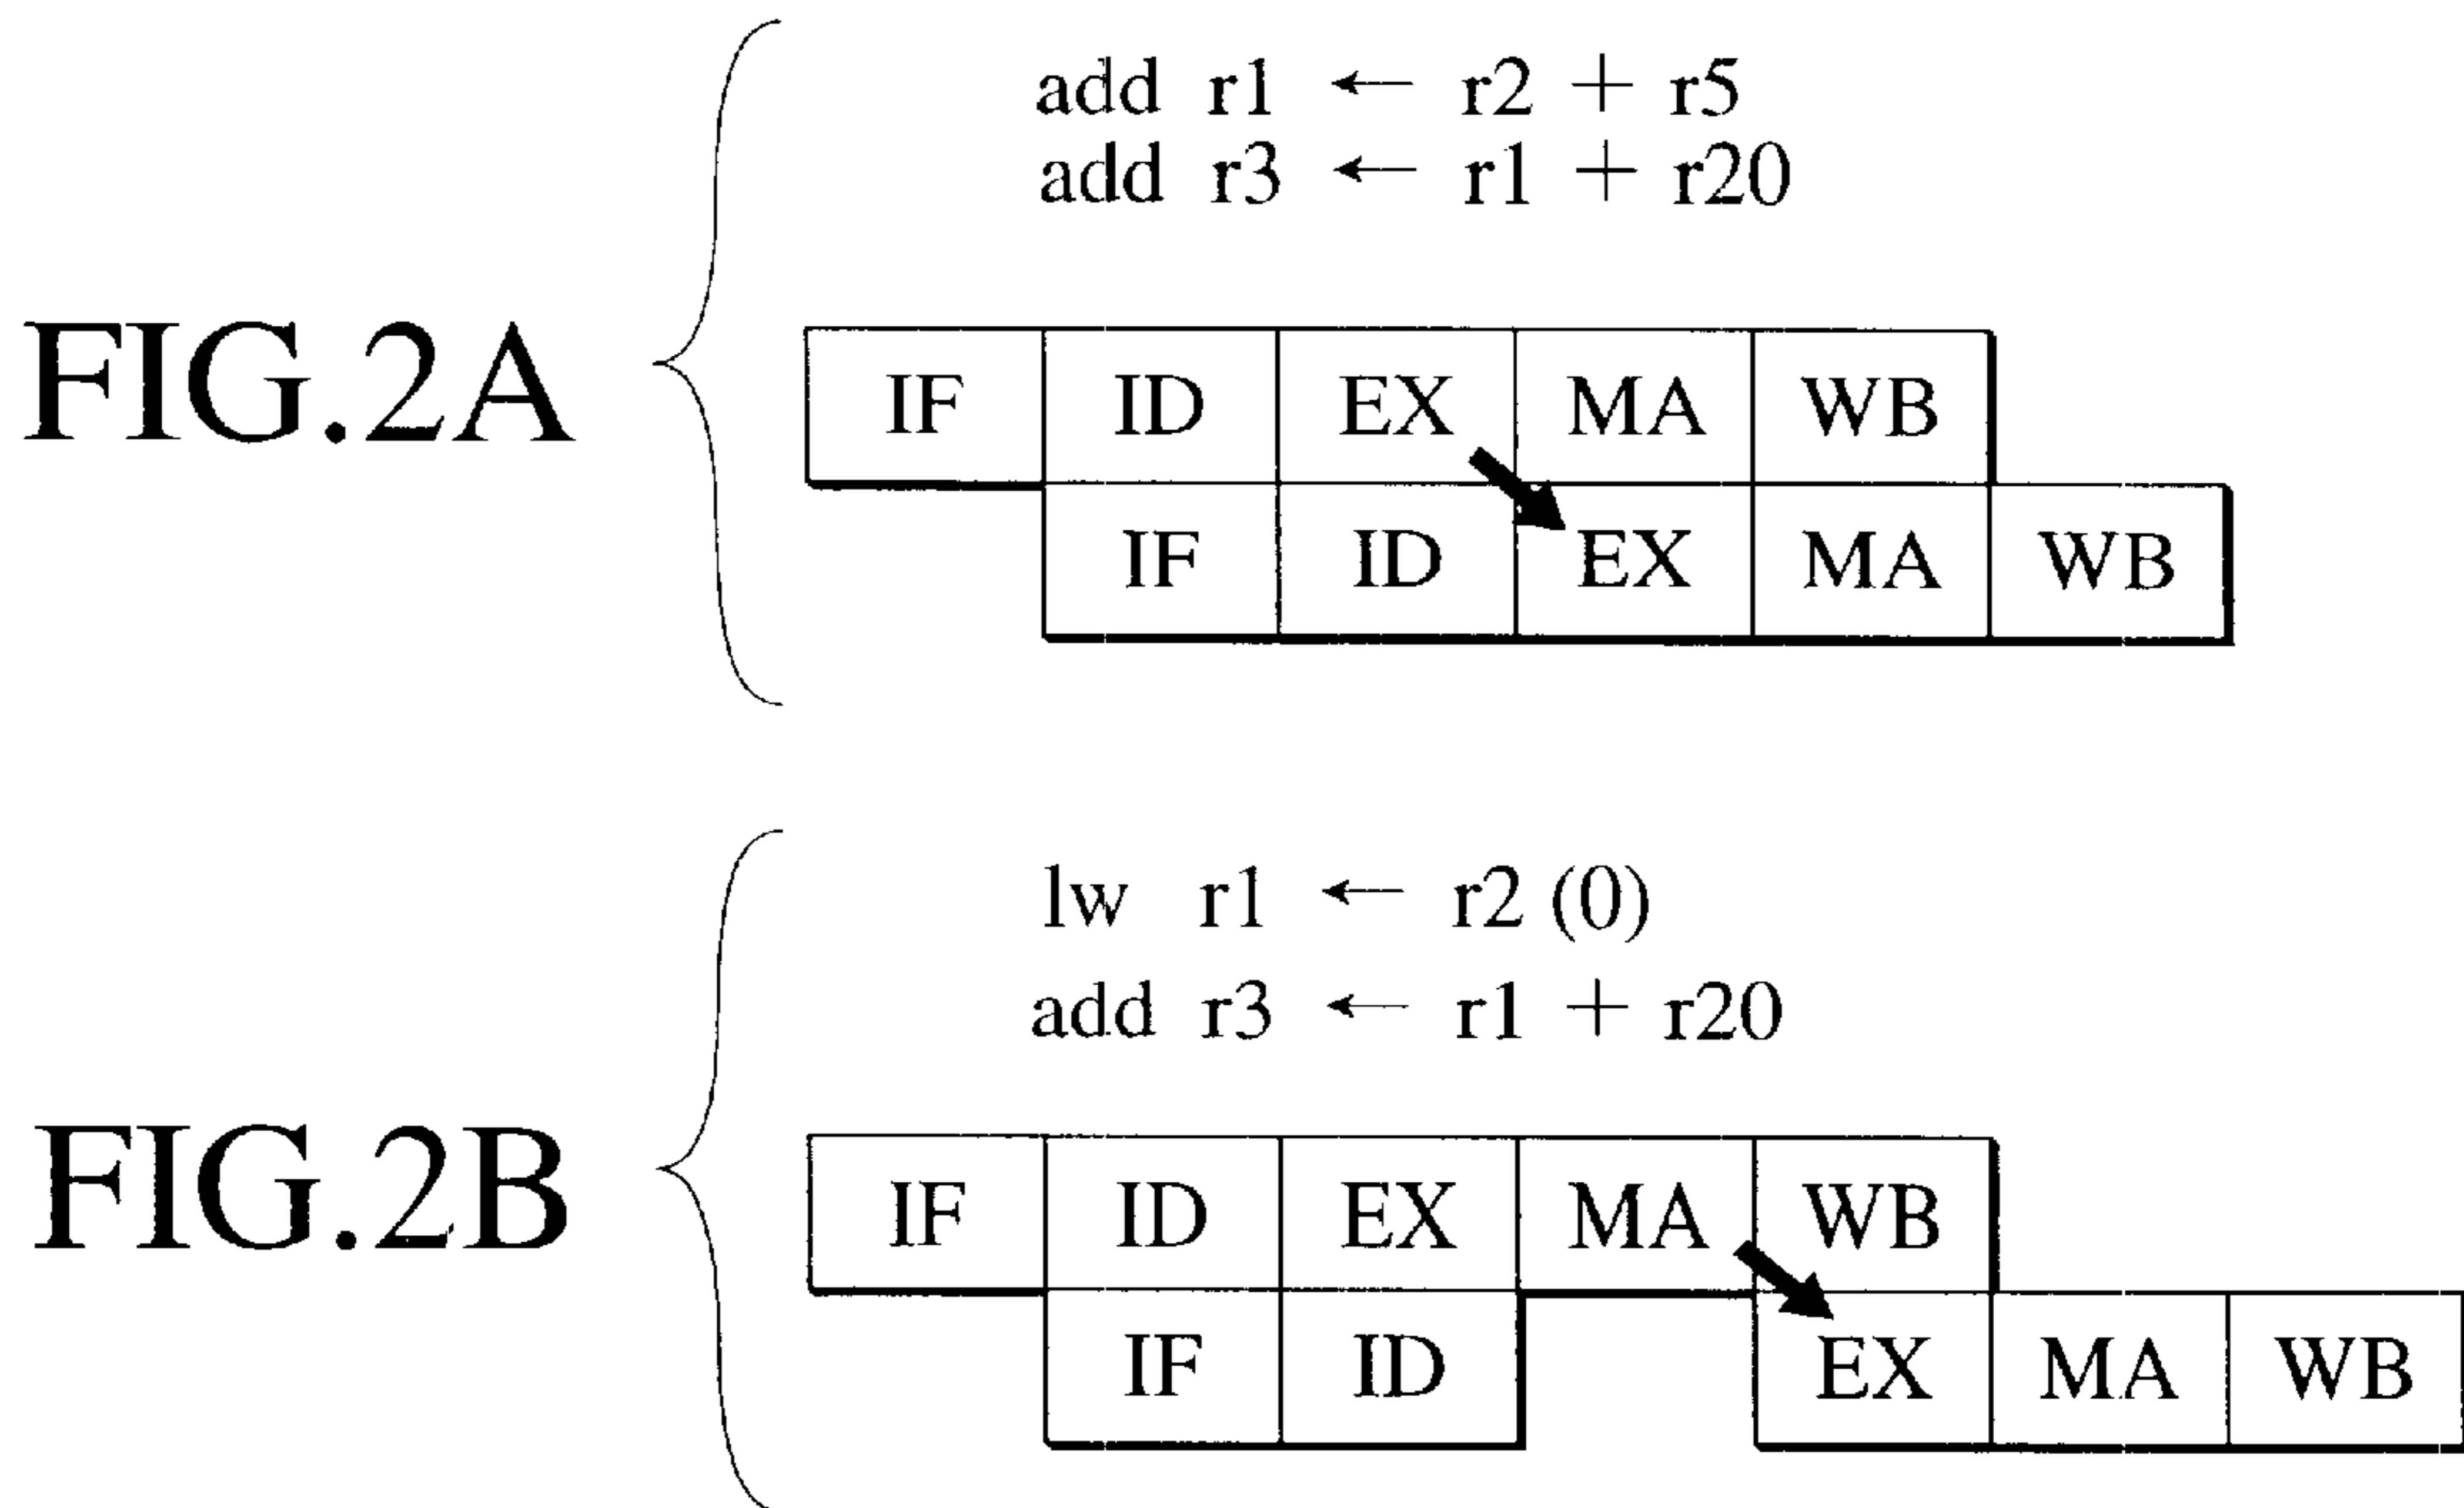 FIG.2A
add r1 ← r2 + r5
add r3 ← r1 + r20
IF ID EX MA WB
IF ID EX MA WB
FIG.2B
lw r1 ← r2 (0)
add r3 ← r1 + r20
IF ID EX MA WB
IF ID EX MA WB